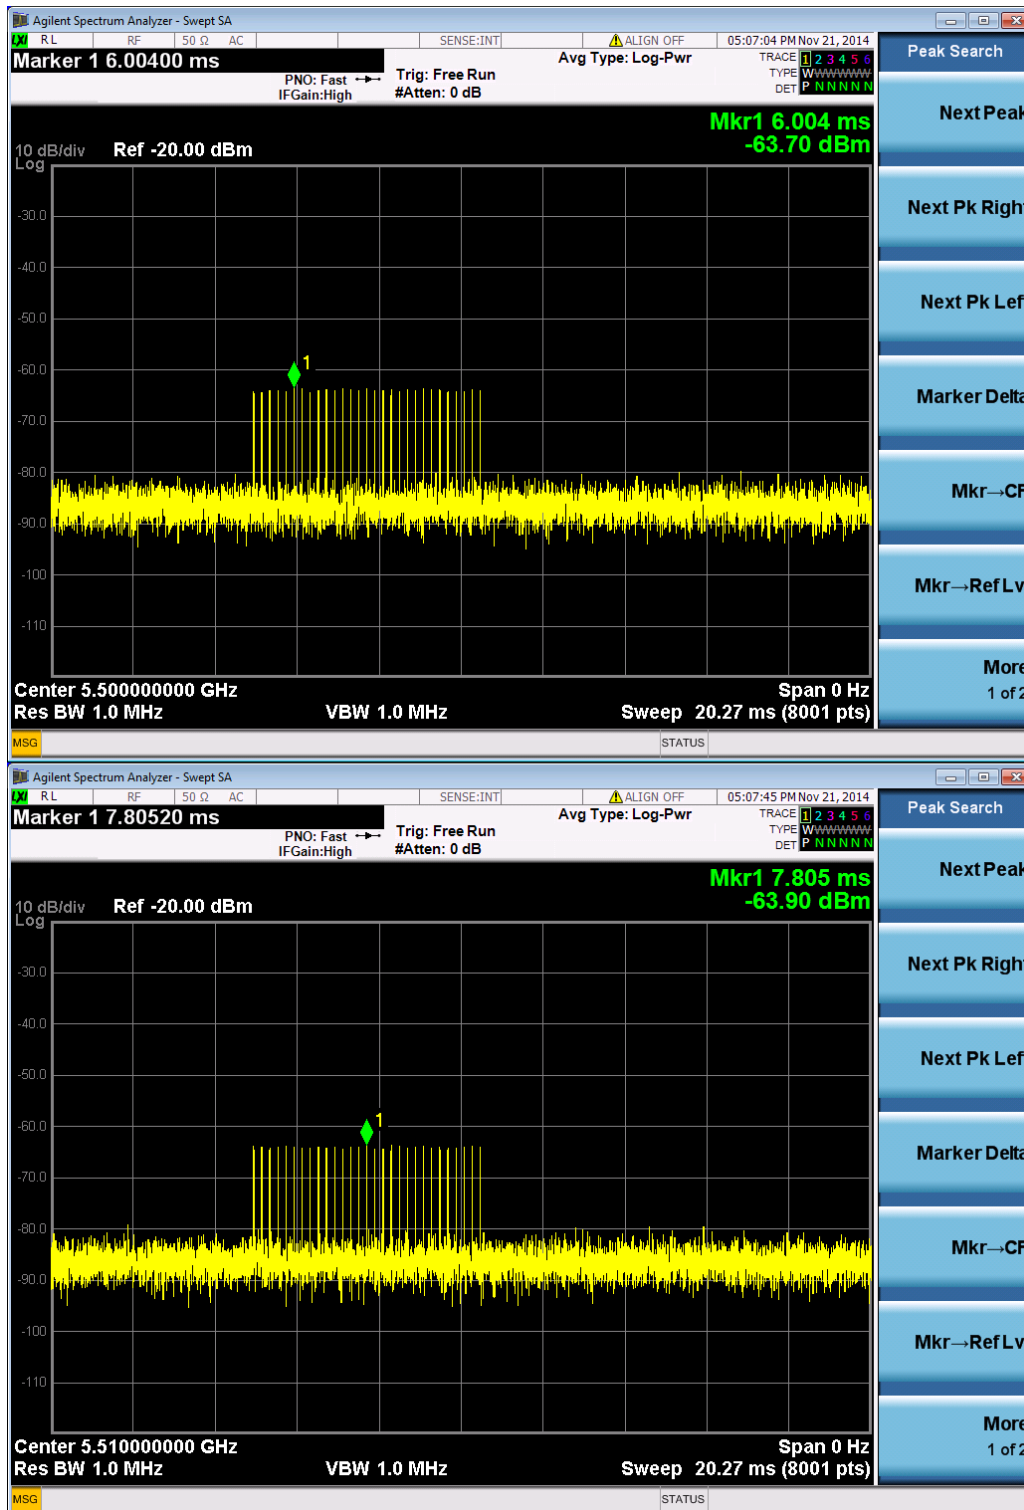 Agilent Spectrum Analyzer - Swept SA
LXI RL RF 50 Ω AC SENSE:INT ALIGN OFF 05:07:04 PM Nov 21, 2014
Marker 1 6.00400 ms
PNO: Fast
IFGain:High
Trig: Free Run
#Atten: 0 dB
Avg Type: Log-Pwr
TRACE 1 2 3 4 5 6
TYPE WWWWWW
DET P N N N N N
Peak Search
Mkr1 6.004 ms
-63.70 dBm
10 dB/div Ref -20.00 dBm
Log
-30.0
-40.0
-50.0
-60.0
-70.0
-80.0
-90.0
-100
-110
1
Center 5.500000000 GHz Span 0 Hz
Res BW 1.0 MHz VBW 1.0 MHz Sweep 20.27 ms (8001 pts)
MSG STATUS
Next Peak
Next Pk Right
Next Pk Lef
Marker Delta
Mkr→CF
Mkr→Ref Lv
More
1 of 2
Agilent Spectrum Analyzer - Swept SA
LXI RL RF 50 Ω AC SENSE:INT ALIGN OFF 05:07:45 PM Nov 21, 2014
Marker 1 7.80520 ms
PNO: Fast
IFGain:High
Trig: Free Run
#Atten: 0 dB
Avg Type: Log-Pwr
TRACE 1 2 3 4 5 6
TYPE WWWWWW
DET P N N N N N
Peak Search
Mkr1 7.805 ms
-63.90 dBm
10 dB/div Ref -20.00 dBm
Log
-30.0
-40.0
-50.0
-60.0
-70.0
-80.0
-90.0
-100
-110
1
Center 5.510000000 GHz Span 0 Hz
Res BW 1.0 MHz VBW 1.0 MHz Sweep 20.27 ms (8001 pts)
MSG STATUS
Next Peak
Next Pk Right
Next Pk Lef
Marker Delta
Mkr→CF
Mkr→Ref Lv
More
1 of 2